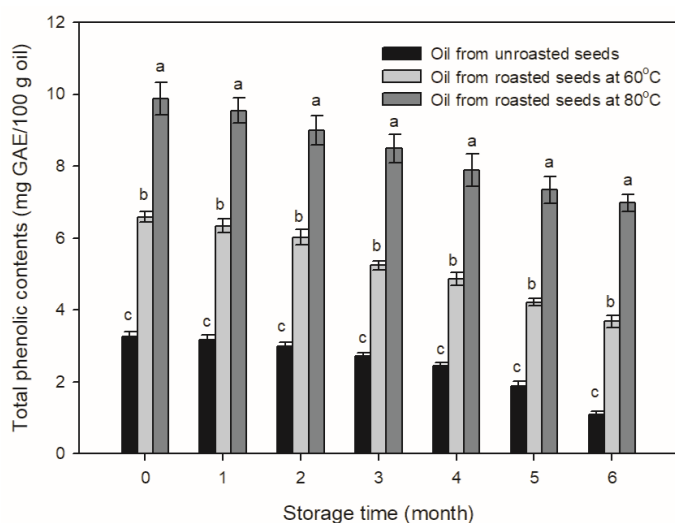 12
10
8
6
4
2
0
Total phenolic contents (mg GAE/100 g oil)
Oil from unroasted seeds
Oil from roasted seeds at 60°C
Oil from roasted seeds at 80°C
a
a
a
a
a
a
a
b
b
b
b
b
b
b
c
c
c
c
c
c
c
0 1 2 3 4 5 6
Storage time (month)